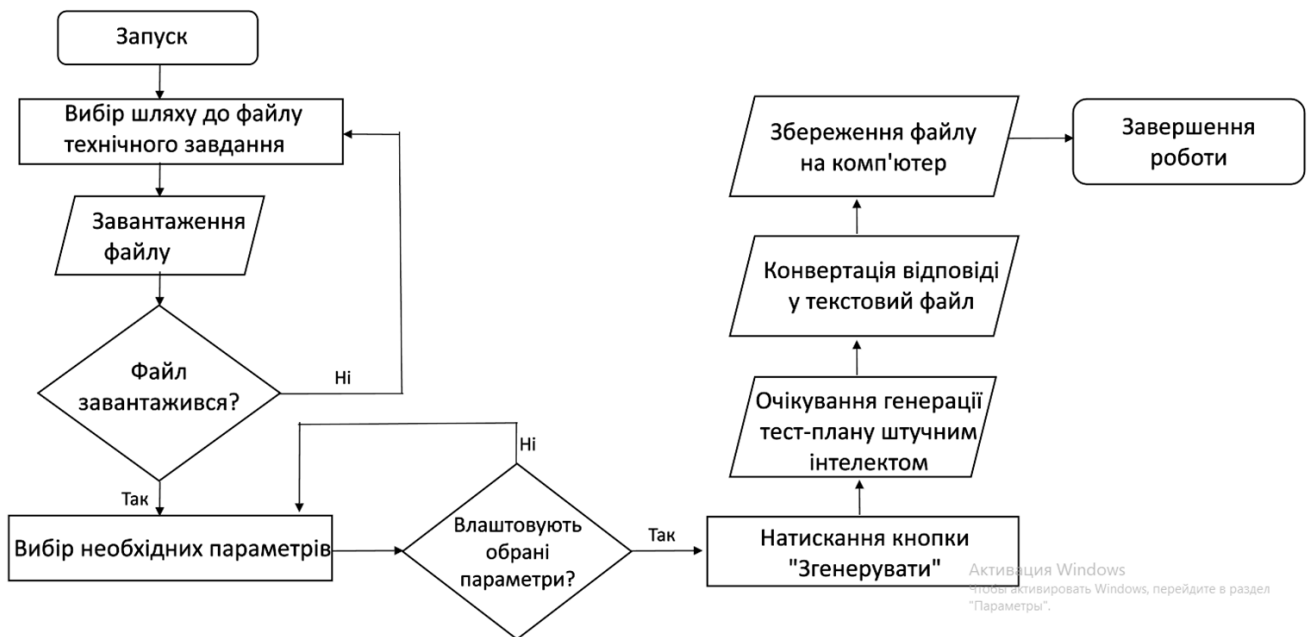 Запуск
Вибір шляху до файлу
технічного завдання
Завантаження
файлу
Файл
завантажився?
Ні
Так
Вибір необхідних параметрів
Ні
Влаштовують
обрані
параметри?
Так
Натискання кнопки
"Згенерувати"
Очікування генерації
тест-плану штучним
інтелектом
Конвертація відповіді
у текстовий файл
Збереження файлу
на комп'ютер
Завершення
роботи
Активация Windows
Чтобы активировать Windows, перейдите в раздел
"Параметры".